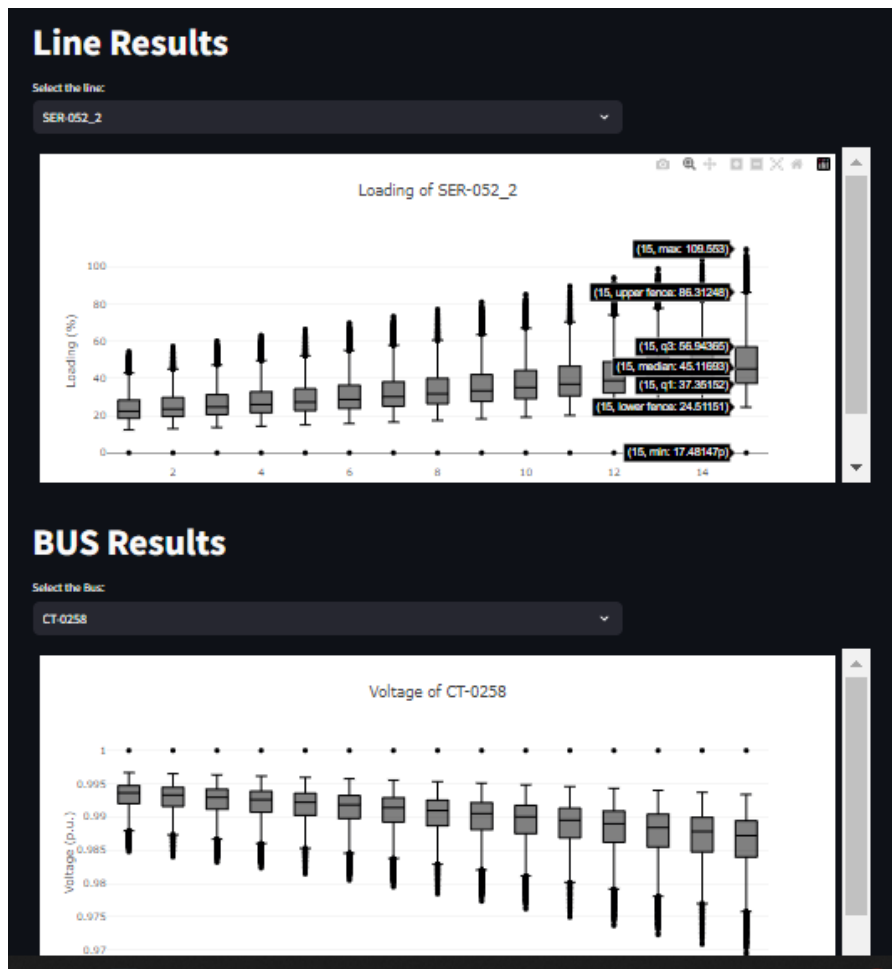 Line Results
Select the line:
SER-052_2
Loading of SER-052_2
(15, max: 109.553)
100
(15, upper fence: 86.31248)
80
Loading (%)
60
(15, q3: 56.94365)
(15, median: 45.11693)
40
(15, q1: 37.35152)
(15, lower fence: 24.51151)
20
(15, min: 17.48147p)
0
2 4 6 8 10 12 14
BUS Results
Select the Bus:
CT-0258
Voltage of CT-0258
1
0.995
0.99
Voltage (p.u.)
0.985
0.98
0.975
0.97